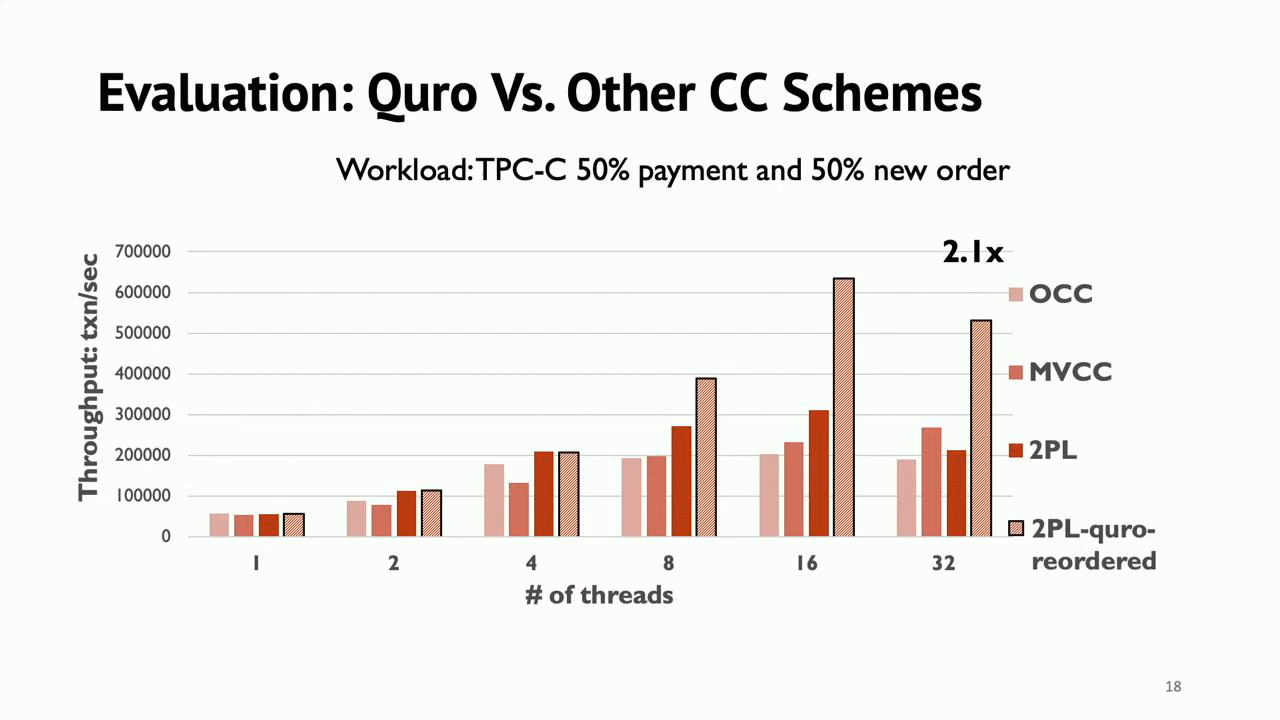 Evaluation: Quro Vs. Other CC Schemes
Workload: TPC-C 50% payment and 50% new order
2.1x
Throughput: txn/sec
700000
600000
500000
400000
300000
200000
100000
0
1 2 4 8 16 32
# of threads
OCC
MVCC
2PL
2PL-quro-
reordered
18